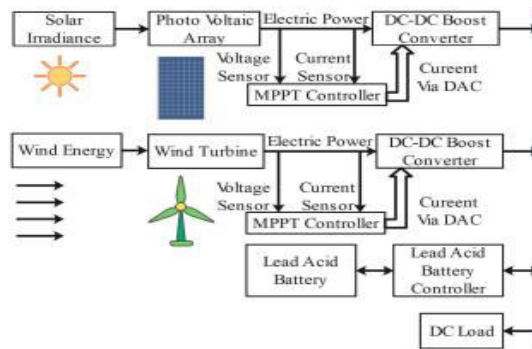 Solar
Irradiance
Photo Voltaic
Array
Electric Power
DC-DC Boost
Converter
Voltage
Sensor
Current
Sensor
MPPT Controller
Cureent
Via DAC
Wind Energy
Wind Turbine
Electric Power
DC-DC Boost
Converter
Voltage
Sensor
Current
Sensor
MPPT Controller
Cureent
Via DAC
Lead Acid
Battery
Lead Acid
Battery
Controller
DC Load